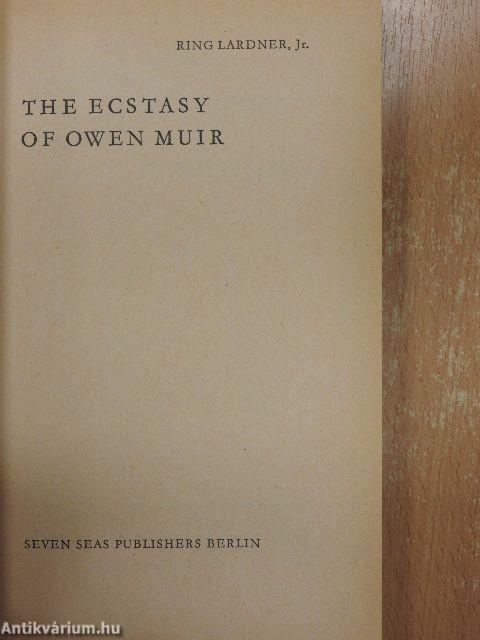 RING LARDNER, Jr.
THE ECSTASY
OF OWEN MUIR
SEVEN SEAS PUBLISHERS BERLIN
Antikvárium.hu